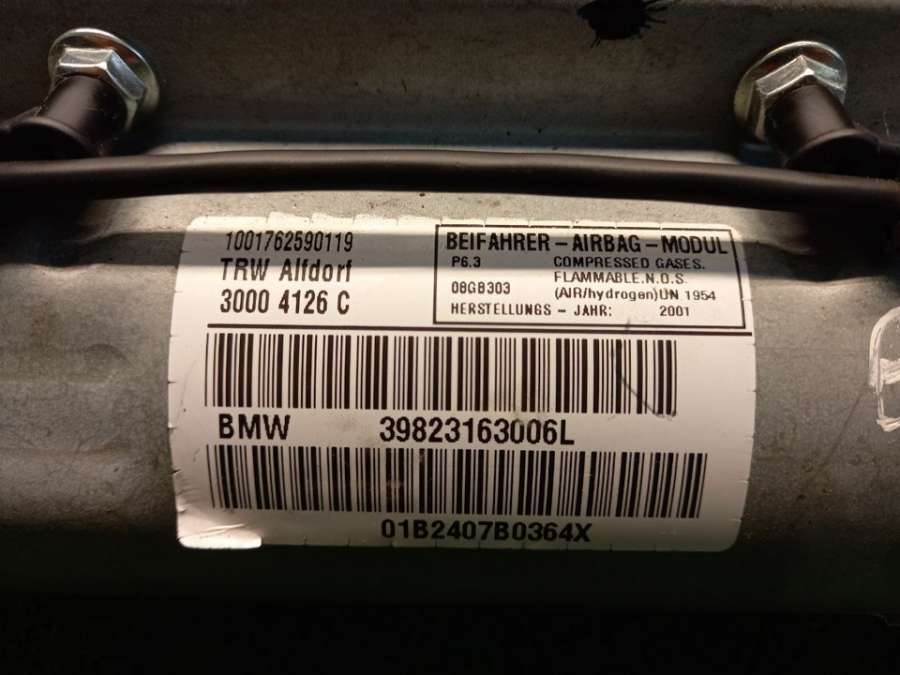 1001762590119
TRW Alfdorf
3000 4126 C
BEIFAHRER-AIRBAG-MODUL
P6.3 COMPRESSED GASES.
FLAMMABLE.N.O.S.
08GB303 (AIR/hydrogen)UN 1954
HERSTELLUNGS - JAHR: 2001
BMW 39823163006L
01B2407B0364X